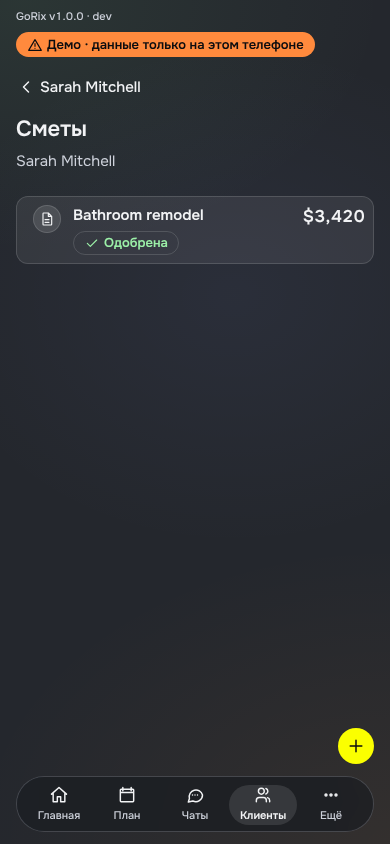 GoRix v1.0.0 · dev
Демо · данные только на этом телефоне
Sarah Mitchell
Сметы
Sarah Mitchell
Bathroom remodel
$3,420
Одобрена
Главная
План
Чаты
Клиенты
Ещё